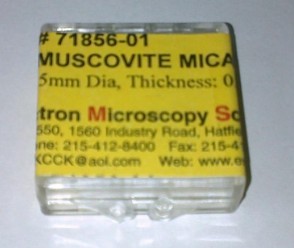 # 71856-01
MUSCOVITE MICA
5mm Dia, Thickness: 0
tron Microscopy Sc
550, 1560 Industry Road, Hatfie
one: 215-412-8400 Fax: 215-4
KCCK@aol.com Web: www.e